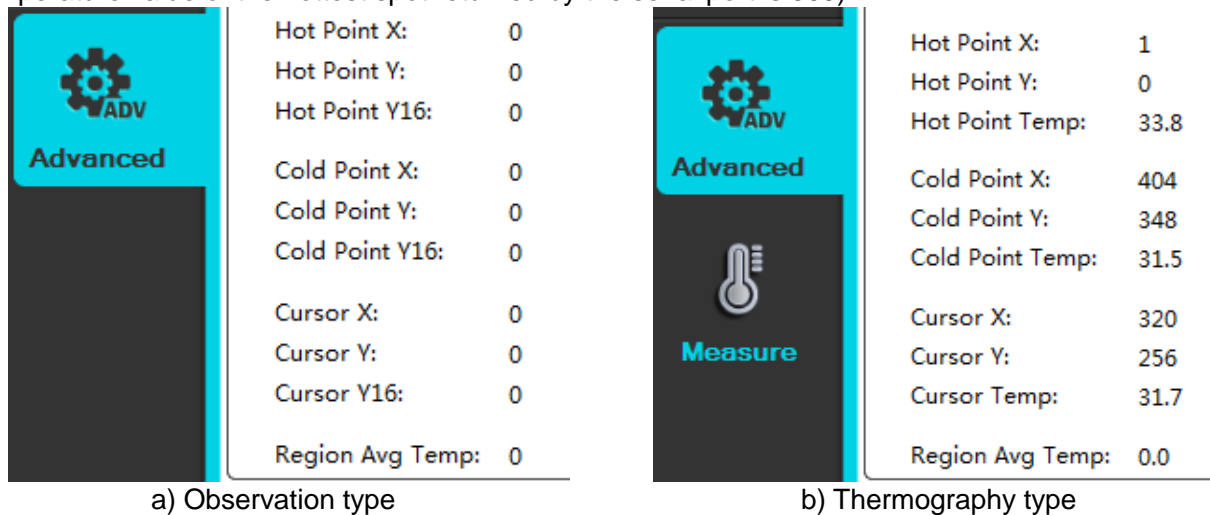 Hot Point X: 0
Hot Point Y: 0
Hot Point Y16: 0
ADV
Advanced
Cold Point X: 0
Cold Point Y: 0
Cold Point Y16: 0
Cursor X: 0
Cursor Y: 0
Cursor Y16: 0
Region Avg Temp: 0
a) Observation type
Hot Point X: 1
Hot Point Y: 0
Hot Point Temp: 33.8
ADV
Advanced
Cold Point X: 404
Cold Point Y: 348
Cold Point Temp: 31.5
Measure
Cursor X: 320
Cursor Y: 256
Cursor Temp: 31.7
Region Avg Temp: 0.0
b) Thermography type